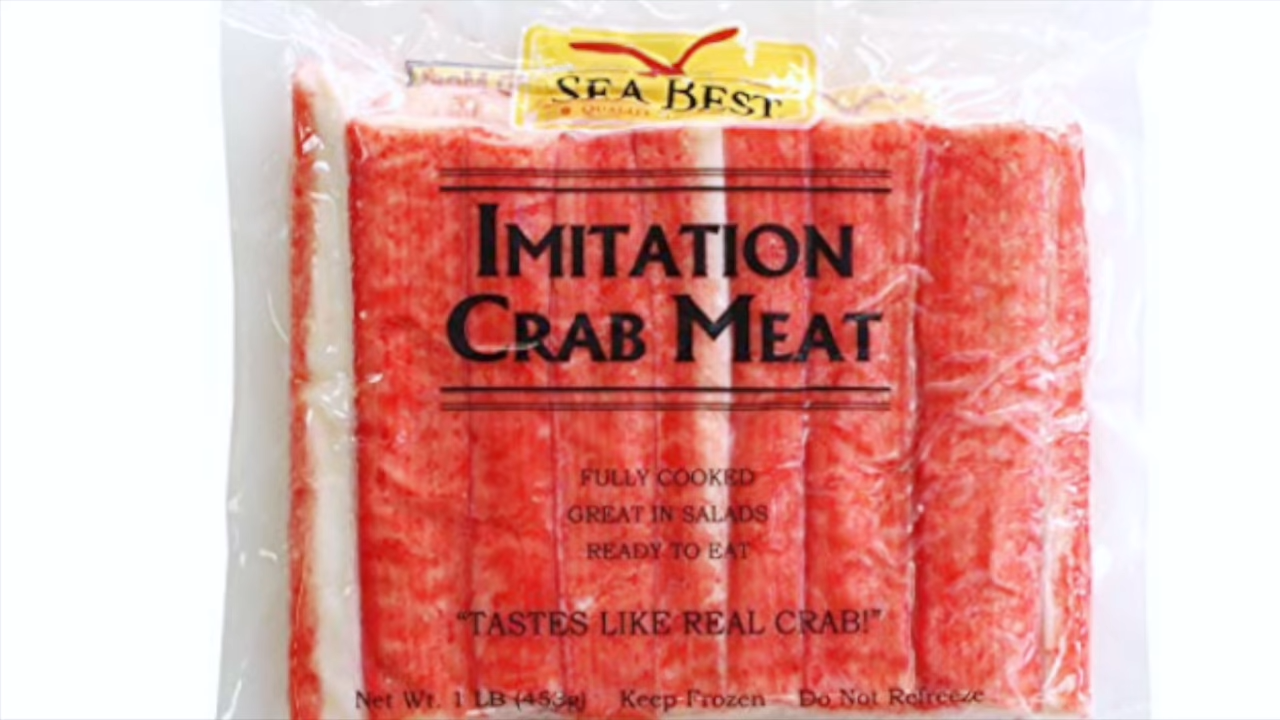 SEA BEST
IMITATION
CRAB MEAT
FULLY COOKED
GREAT IN SALADS
READY TO EAT
“TASTES LIKE REAL CRAB!”
Net Wt. 1 LB (453g) Keep Frozen Do Not Refreeze